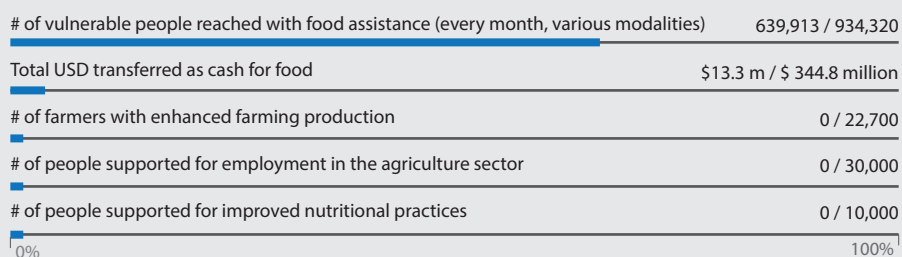 # of vulnerable people reached with food assistance (every month, various modalities) 639,913 / 934,320
Total USD transferred as cash for food $13.3 m / $ 344.8 million
# of farmers with enhanced farming production 0 / 22,700
# of people supported for employment in the agriculture sector 0 / 30,000
# of people supported for improved nutritional practices 0 / 10,000
0% 100%